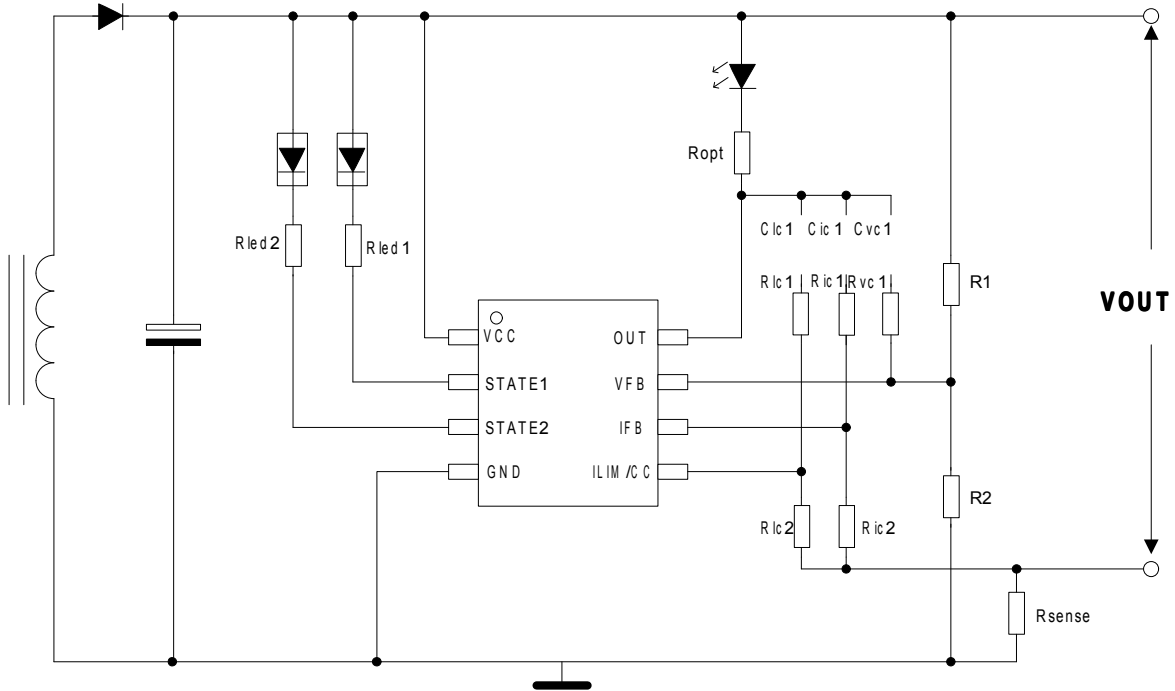 Ropt
Clc1 Cic1 Cvc1
Rled2 Rled1
Rlc1 Ric1 Rvc1 R1
VOUT
VCC OUT
STATE1 VFB
STATE2 IFB
GND ILIM/CC
R2
Rlc2 Ric2
Rsense